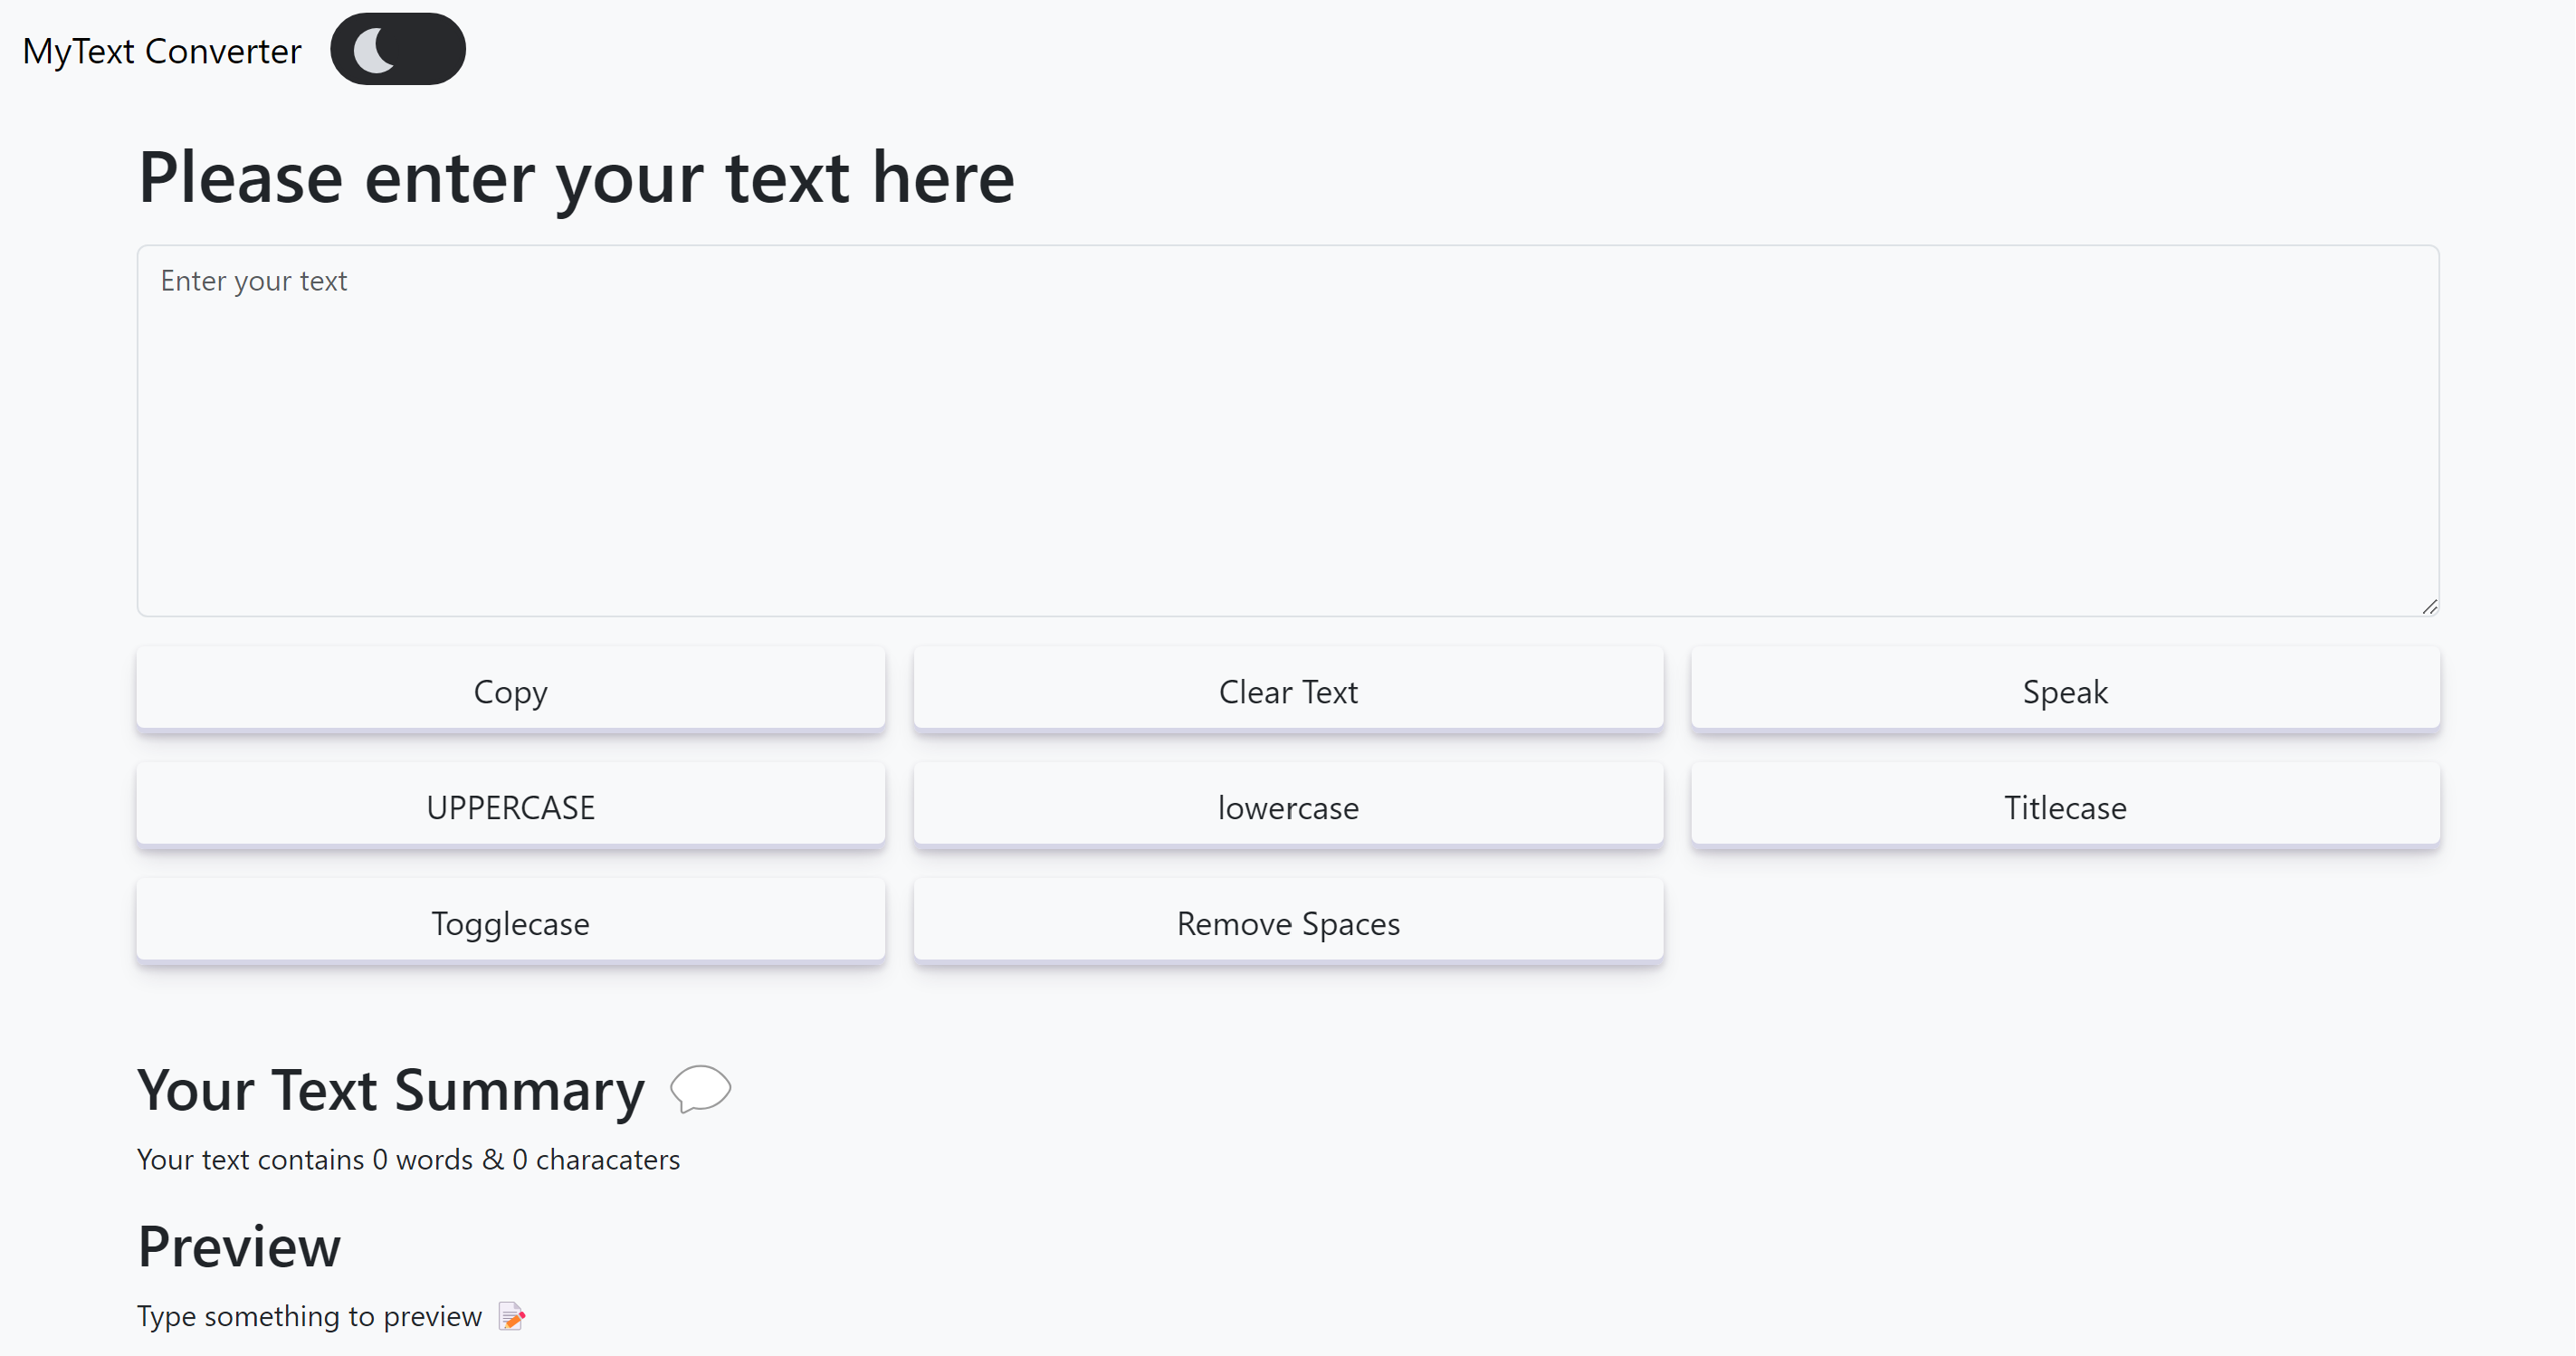 MyText Converter
Please enter your text here
Enter your text
Copy
Clear Text
Speak
UPPERCASE
lowercase
Titlecase
Togglecase
Remove Spaces
Your Text Summary
Your text contains 0 words & 0 characaters
Preview
Type something to preview